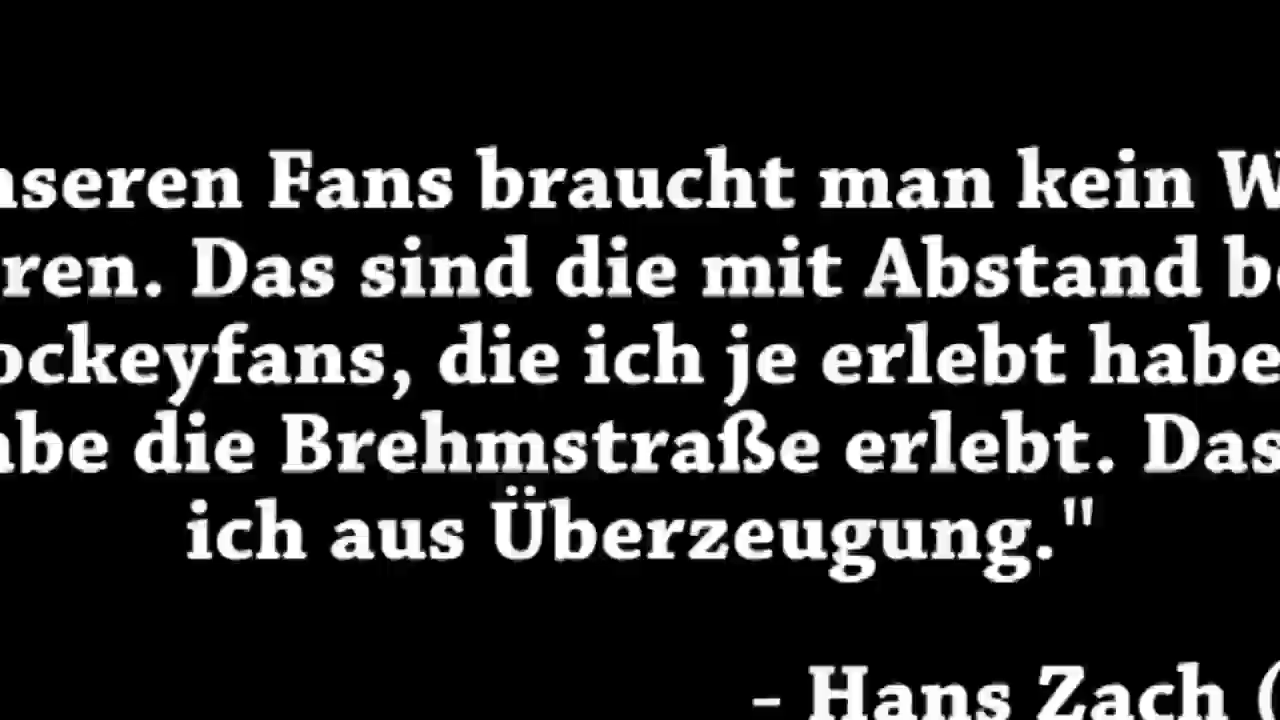 nseren Fans braucht man kein W
ren. Das sind die mit Abstand be
ockeyfans, die ich je erlebt habe
abe die Brehmstraße erlebt. Das
ich aus Überzeugung."
- Hans Zach (